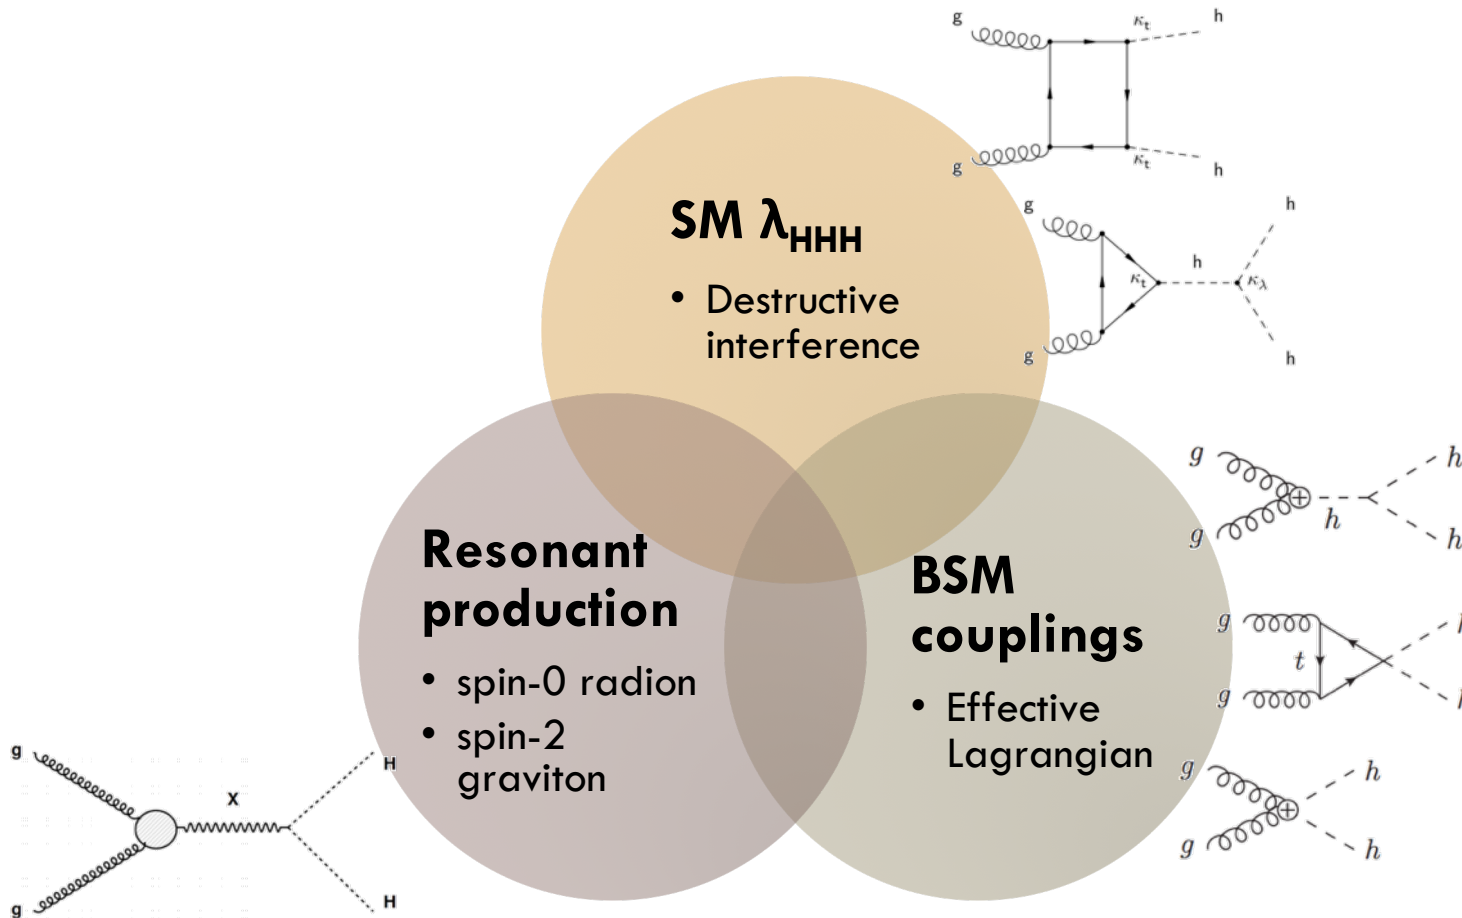 g
κt
h
g
κt
h
SM λHHH
• Destructive
interference
g
h
κt
h
κλ
g
h
Resonant
production
• spin-0 radion
• spin-2
graviton
BSM
couplings
• Effective
Lagrangian
g
h
h
g
h
g
h
t
g
h
g
h
g
h
g
X
H
g
H